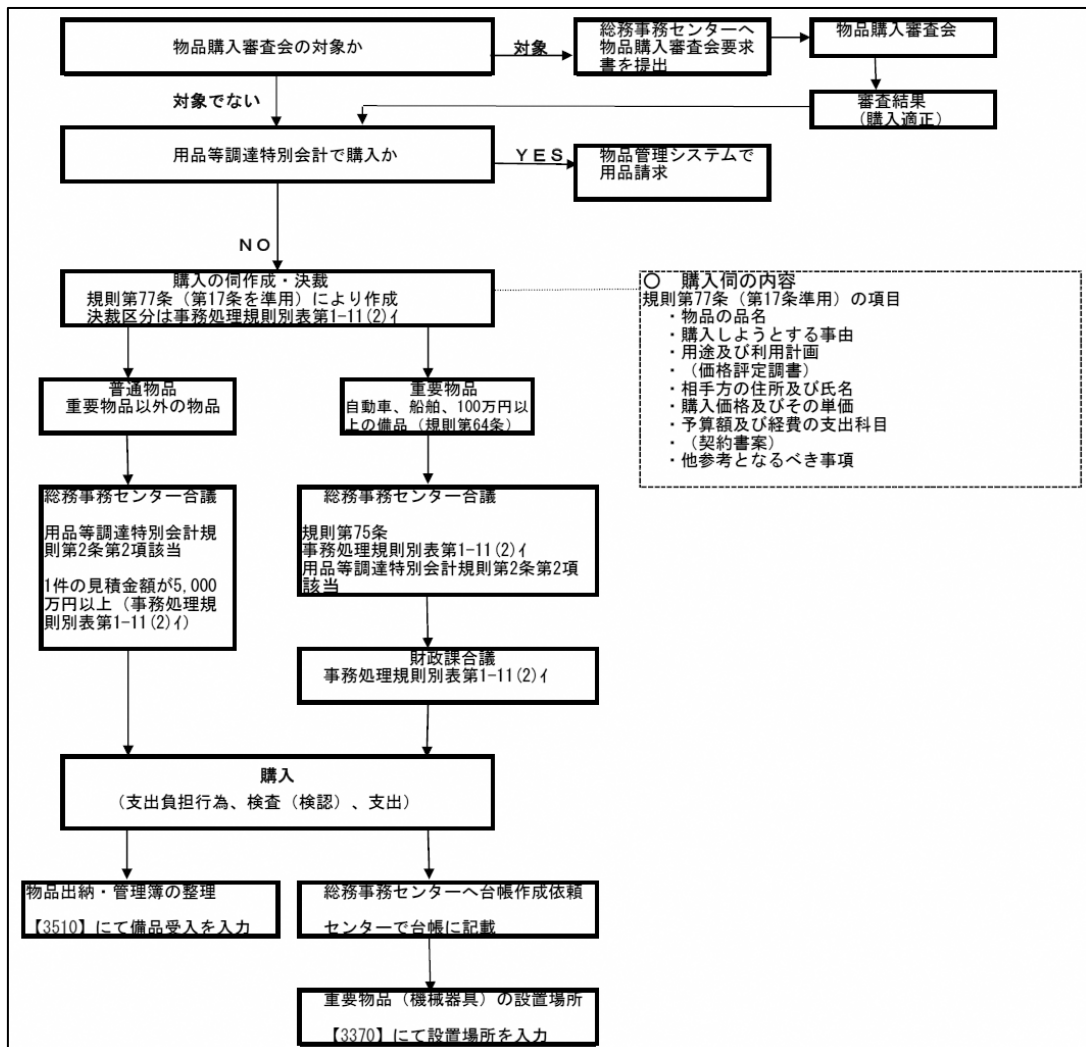 物品購入審査会の対象か
対象
総務事務センターへ
物品購入審査会要求
書を提出
物品購入審査会
対象でない
審査結果
(購入適正)
用品等調達特別会計で購入か
YES
物品管理システムで
用品請求
NO
購入の伺作成・決裁
規則第77条(第17条を準用)により作成
決裁区分は事務処理規則別表第1-11(2)イ
○ 購入伺の内容
規則第77条(第17条準用)の項目
・物品の品名
・購入しようとする事由
・用途及び利用計画
・(価格評定調書)
・相手方の住所及び氏名
・購入価格及びその単価
・予算額及び経費の支出科目
・(契約書案)
・他参考となるべき事項
普通物品
重要物品以外の物品
重要物品
自動車、船舶、100万円以
上の備品(規則第64条)
総務事務センター合議
用品等調達特別会計規
則第2条第2項該当
1件の見積金額が5,000
万円以上(事務処理規
則別表第1-11(2)イ)
総務事務センター合議
規則第75条
事務処理規則別表第1-11(2)イ
用品等調達特別会計規則第2条第2項
該当
財政課合議
事務処理規則別表第1-11(2)イ
購入
(支出負担行為、検査(検認)、支出)
物品出納・管理簿の整理
【3510】にて備品受入を入力
総務事務センターへ台帳作成依頼
センターで台帳に記載
重要物品(機械器具)の設置場所
【3370】にて設置場所を入力